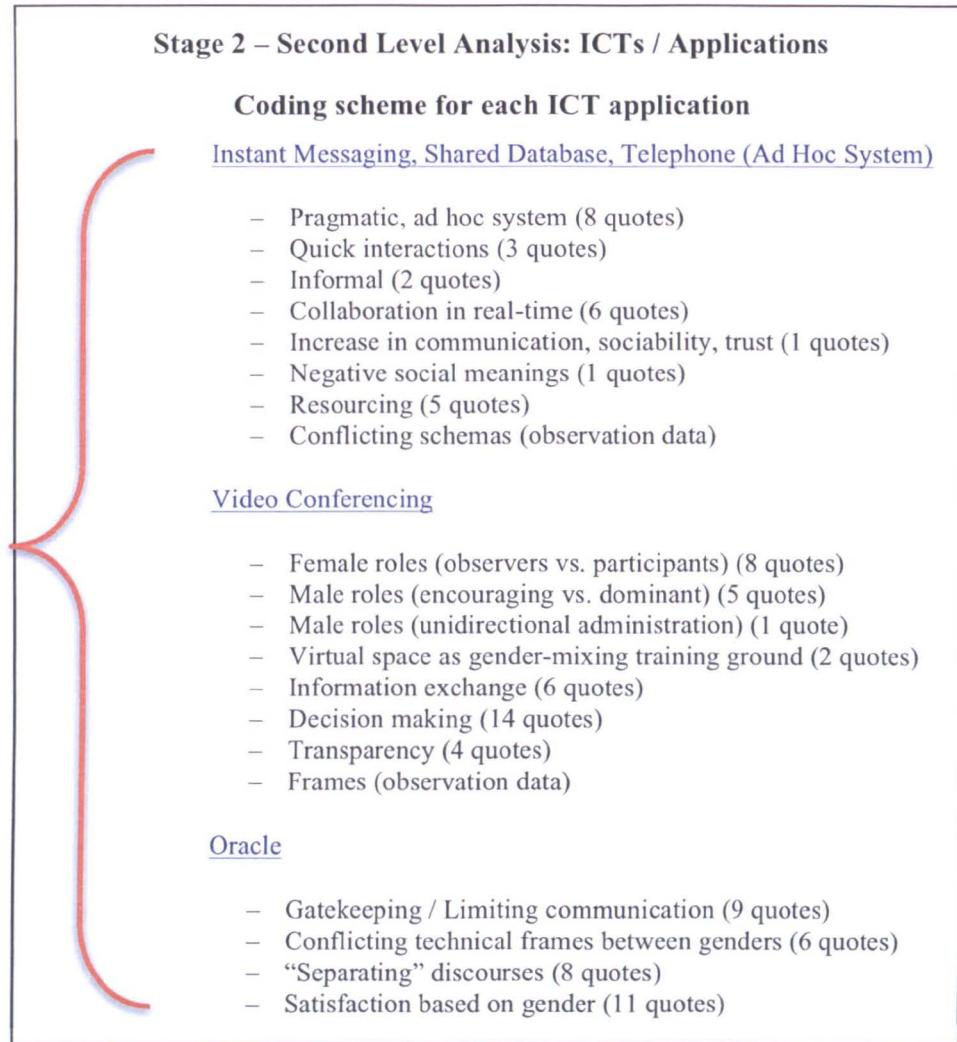 Stage 2 – Second Level Analysis: ICTs / Applications
Coding scheme for each ICT application
Instant Messaging, Shared Database, Telephone (Ad Hoc System)
– Pragmatic, ad hoc system (8 quotes)
– Quick interactions (3 quotes)
– Informal (2 quotes)
– Collaboration in real-time (6 quotes)
– Increase in communication, sociability, trust (1 quotes)
– Negative social meanings (1 quotes)
– Resourcing (5 quotes)
– Conflicting schemas (observation data)
Video Conferencing
– Female roles (observers vs. participants) (8 quotes)
– Male roles (encouraging vs. dominant) (5 quotes)
– Male roles (unidirectional administration) (1 quote)
– Virtual space as gender-mixing training ground (2 quotes)
– Information exchange (6 quotes)
– Decision making (14 quotes)
– Transparency (4 quotes)
– Frames (observation data)
Oracle
– Gatekeeping / Limiting communication (9 quotes)
– Conflicting technical frames between genders (6 quotes)
– “Separating” discourses (8 quotes)
– Satisfaction based on gender (11 quotes)